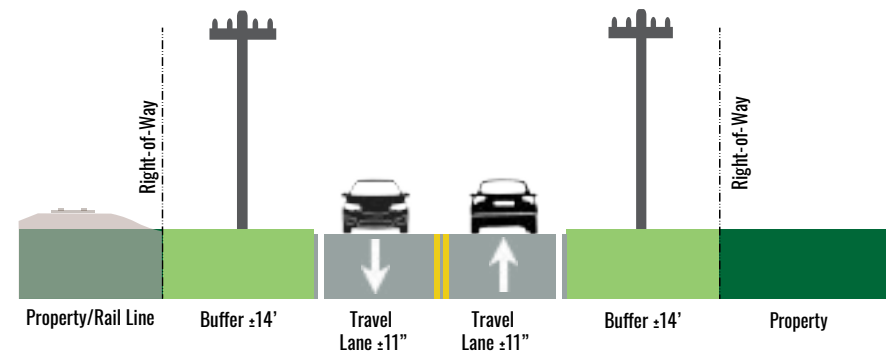 Right-of-Way
Right-of-Way
Property/Rail Line
Buffer ±14’
Travel
Lane ±11”
Travel
Lane ±11”
Buffer ±14’
Property